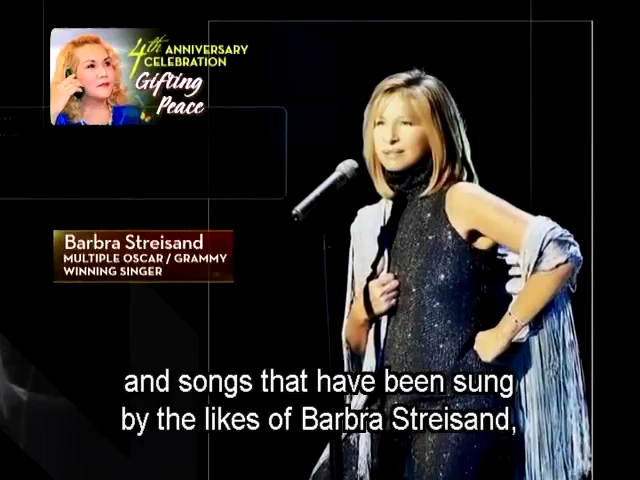 4th ANNIVERSARY
CELEBRATION
Gifting
Peace
Barbra Streisand
MULTIPLE OSCAR / GRAMMY
WINNING SINGER
and songs that have been sung
by the likes of Barbra Streisand,